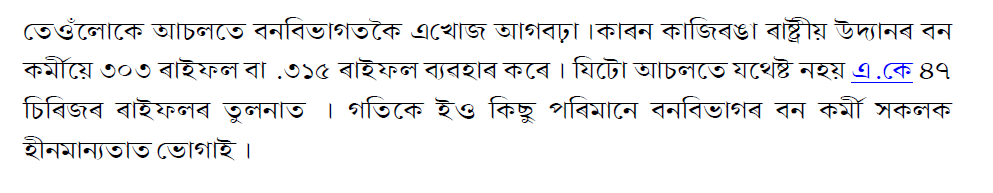 তেওঁলোকে আচলতে বনবিভাগতকৈ এখোজ আগবঢ়া ।কাৰন কাজিৰঙা ৰাষ্ট্ৰীয় উদ্যানৰ বন
কৰ্মীয়ে ৩০৩ ৰাইফল বা .৩১৫ ৰাইফল ব্যৱহাৰ কৰে । যিটো আচলতে যথেষ্ট নহয় এ.কে ৪৭
চিৰিজৰ ৰাইফলৰ তুলনাত । গতিকে ইও কিছু পৰিমানে বনবিভাগৰ বন কৰ্মী সকলক
হীনমান্যতাত ভোগাই ।